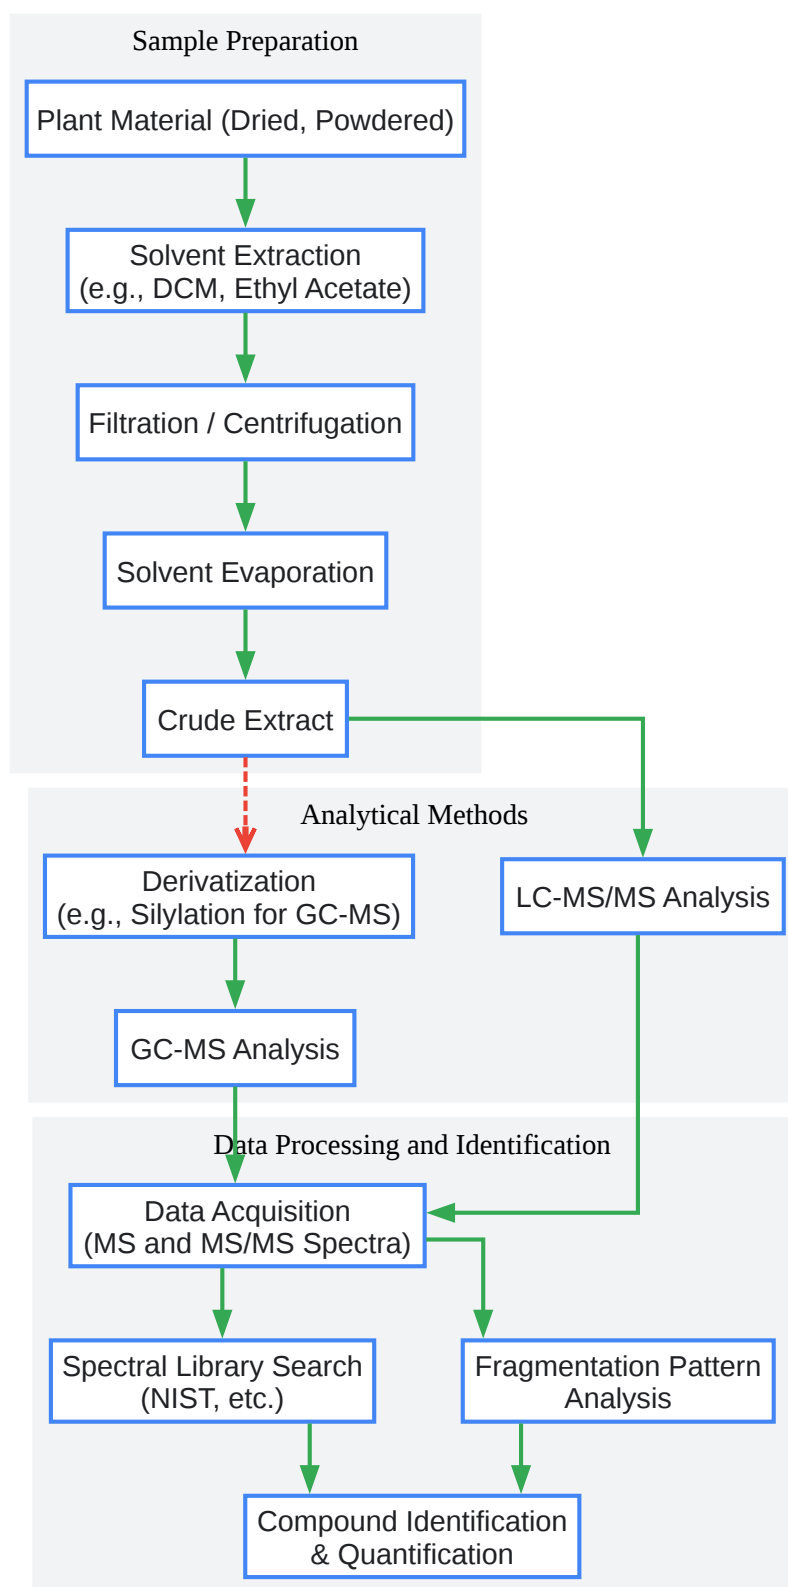 Sample Preparation
Plant Material (Dried, Powdered)
Solvent Extraction
(e.g., DCM, Ethyl Acetate)
Filtration / Centrifugation
Solvent Evaporation
Crude Extract
Analytical Methods
Derivatization
(e.g., Silylation for GC-MS)
LC-MS/MS Analysis
GC-MS Analysis
Data Processing and Identification
Data Acquisition
(MS and MS/MS Spectra)
Spectral Library Search
(NIST, etc.)
Fragmentation Pattern
Analysis
Compound Identification
& Quantification